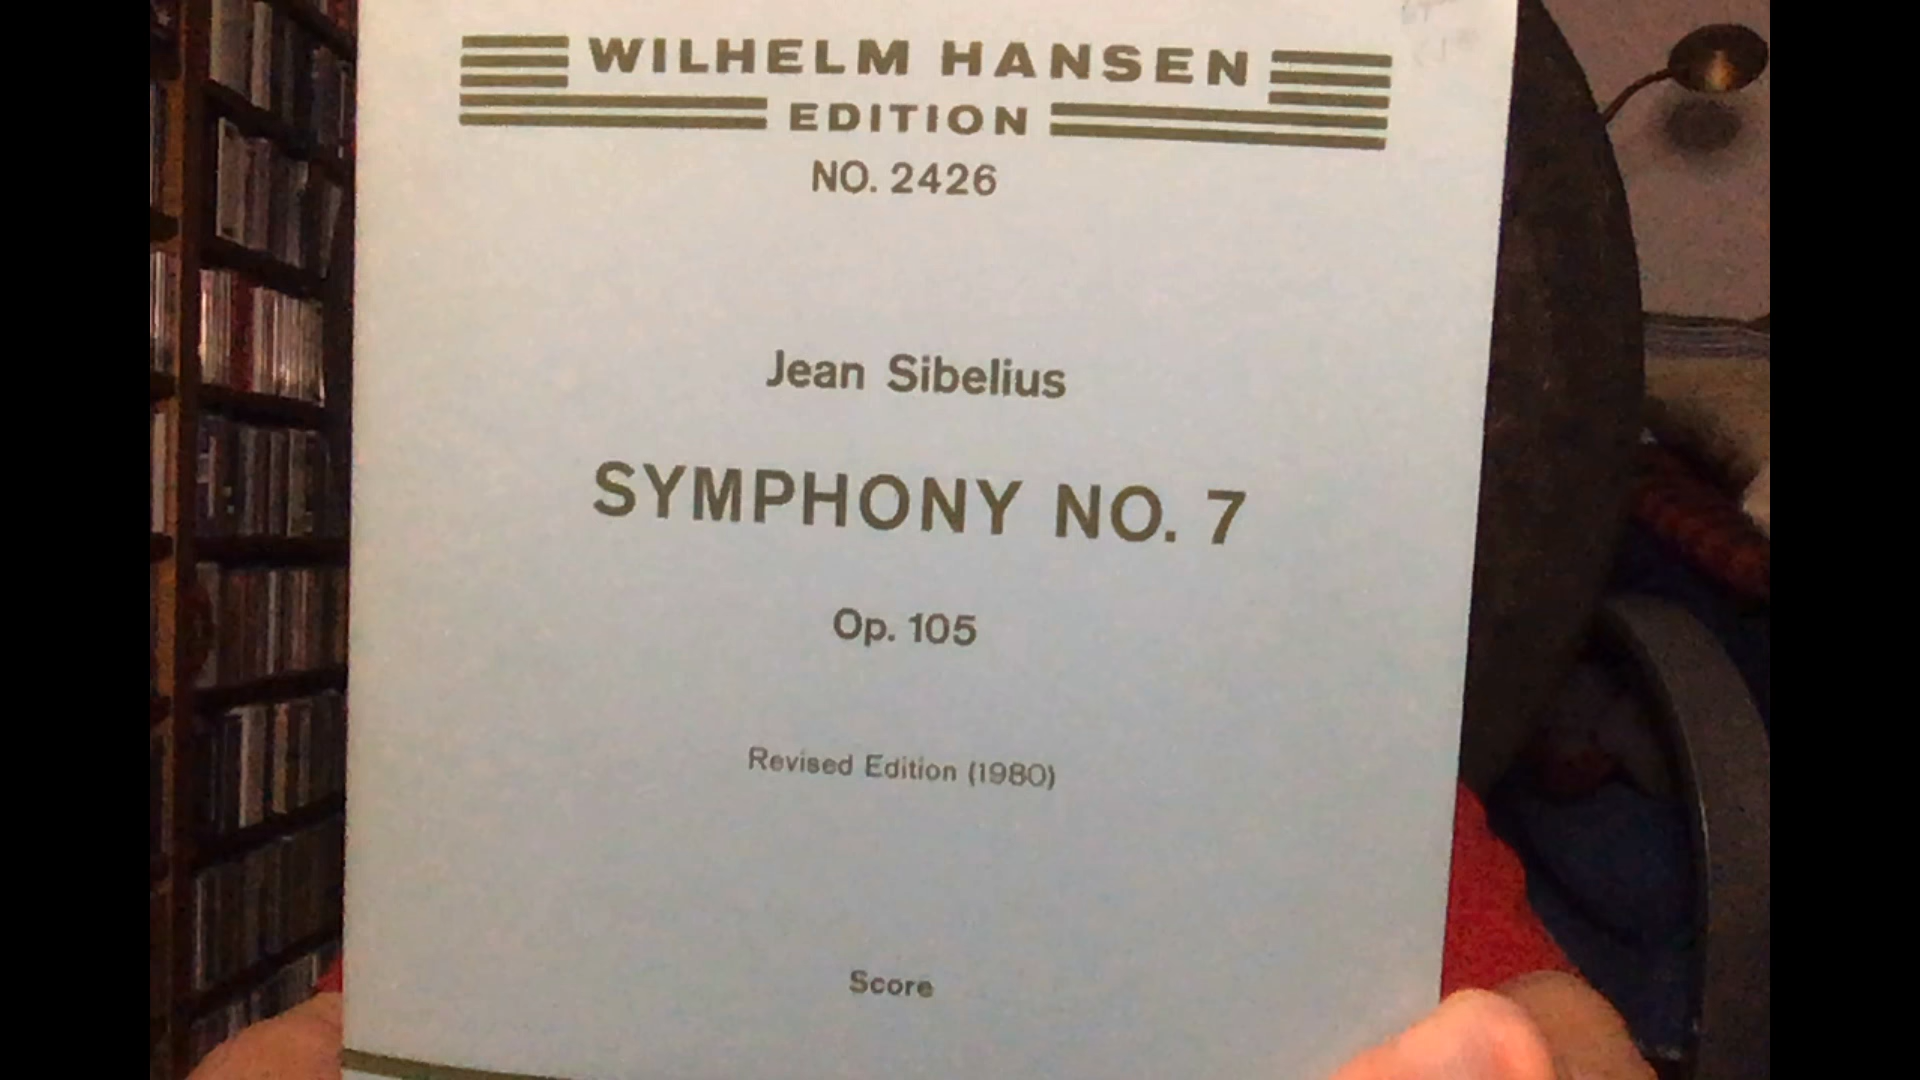 WILHELM HANSEN
EDITION
NO. 2426
Jean Sibelius
SYMPHONY NO. 7
Op. 105
Revised Edition (1980)
Score